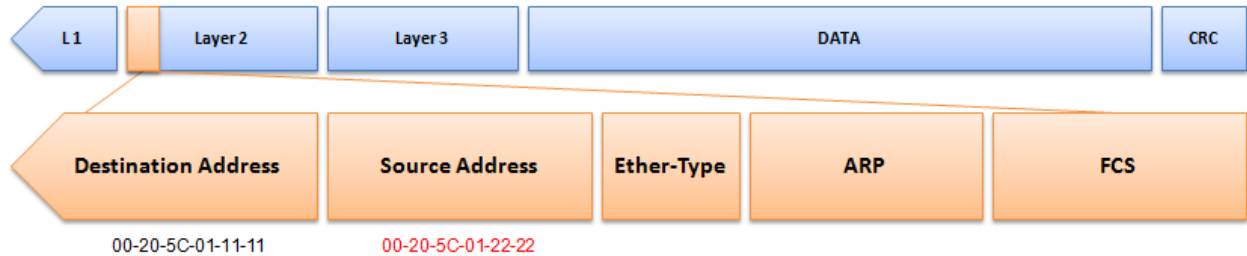 L 1 Layer 2 Layer 3 DATA CRC
Destination Address Source Address Ether-Type ARP FCS
00-20-5C-01-11-11 00-20-5C-01-22-22